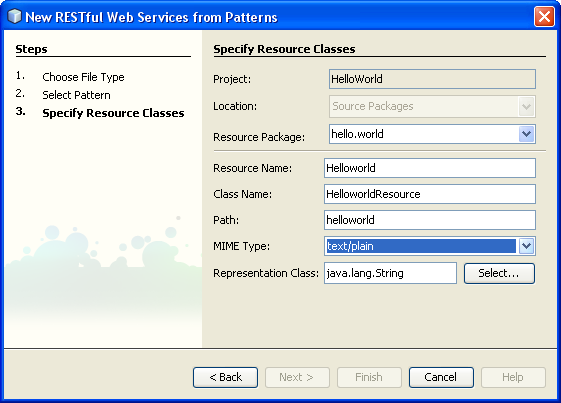 New RESTful Web Services from Patterns
Steps
1. Choose File Type
2. Select Pattern
3. Specify Resource Classes
Specify Resource Classes
Project: HelloWorld
Location: Source Packages
Resource Package: hello.world
Resource Name: Helloworld
Class Name: HelloworldResource
Path: helloworld
MIME Type: text/plain
Representation Class: java.lang.String Select...
< Back Next > Finish Cancel Help